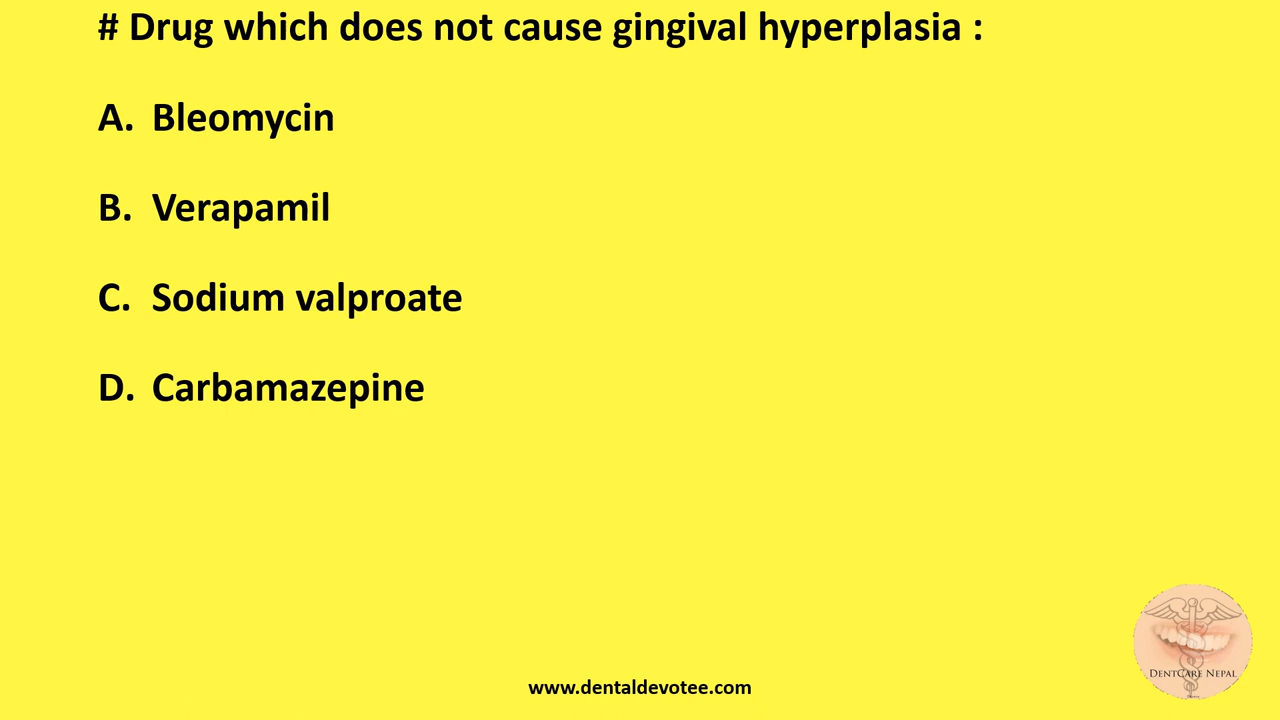 # Drug which does not cause gingival hyperplasia :
A. Bleomycin
B. Verapamil
C. Sodium valproate
D. Carbamazepine
DENTCARE NEPAL
www.dentaldevotee.com